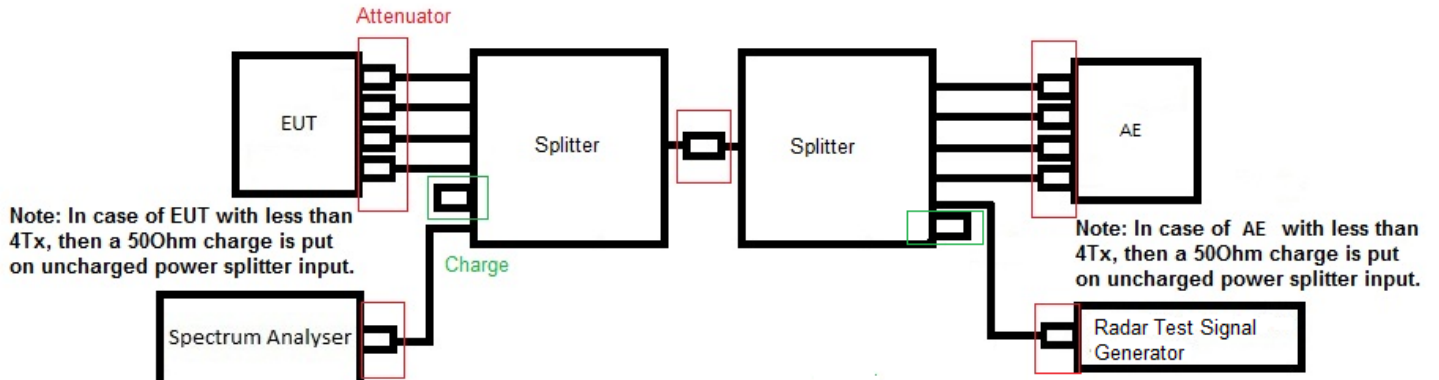 Attenuator
EUT
Splitter
Splitter
AE
Note: In case of EUT with less than
4Tx, then a 50Ohm charge is put
on uncharged power splitter input.
Charge
Note: In case of AE with less than
4Tx, then a 50Ohm charge is put
on uncharged power splitter input.
Spectrum Analyser
Radar Test Signal
Generator